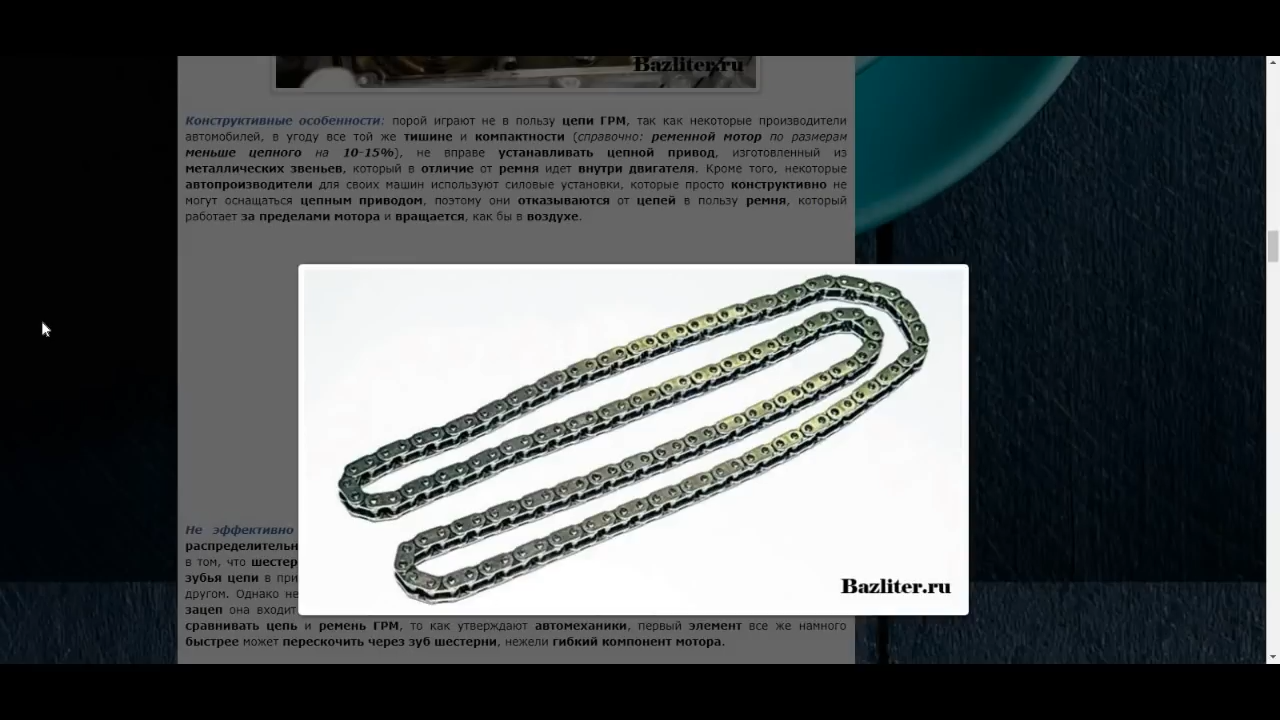 Bazliter.ru
Конструктивные особенности: порой играют не в пользу цепи ГРМ, так как некоторые производители
автомобилей, в угоду все той же тишине и компактности (справочно: ременной мотор по размерам
меньше цепного на 10-15%), не вправе устанавливать цепной привод, изготовленный из
металлических звеньев, который в отличие от ремня идет внутри двигателя. Кроме того, некоторые
автопроизводители для своих машин используют силовые установки, которые просто конструктивно не
могут оснащаться цепным приводом, поэтому они отказываются от цепей в пользу ремня, который
работает за пределами мотора и вращается, как бы в воздухе.
Не эффективно
распределительн
в том, что шестер
зубья цепи в при
другом. Однако не
Bazliter.ru
зацеп она входит
сравнивать цепь и ремень ГРМ, то как утверждают автомеханики, первый элемент все же намного
быстрее может перескочить через зуб шестерни, нежели гибкий компонент мотора.